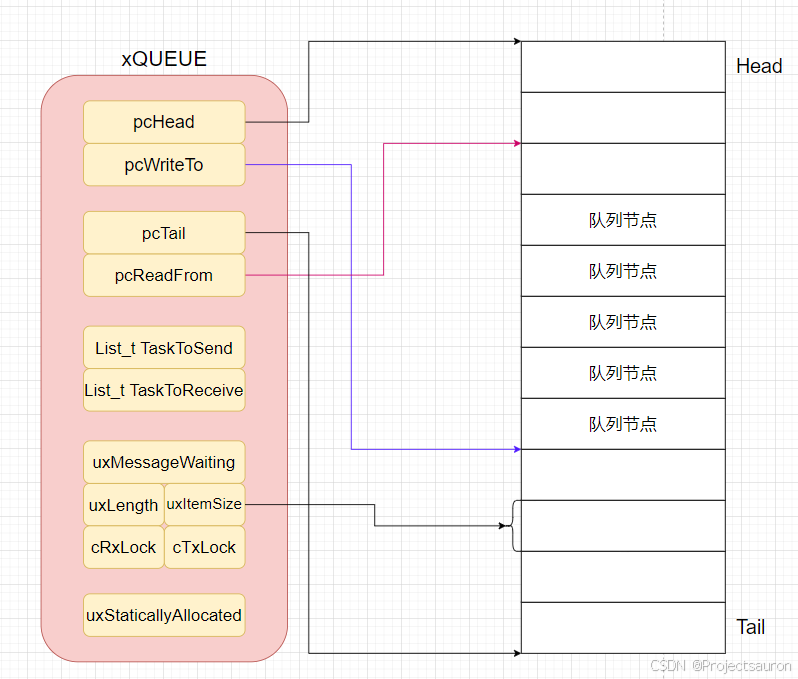 xQUEUE
pcHead
pcWriteTo
pcTail
pcReadFrom
List_t TaskToSend
List_t TaskToReceive
uxMessageWaiting
uxLength uxItemSize
cRxLock cTxLock
uxStaticallyAllocated
Head
队列节点
队列节点
队列节点
队列节点
队列节点
Tail
CSDN @Projectsauron